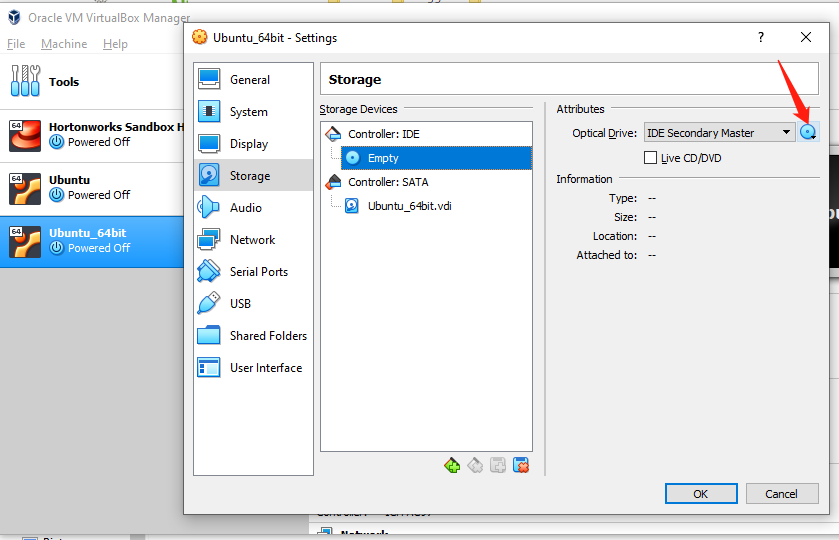 Oracle VM VirtualBox Manager
File Machine Help
Tools
64
Hortonworks Sandbox H
Powered Off
64
Ubuntu
Powered Off
64
Ubuntu_64bit
Powered Off
Ubuntu_64bit - Settings
?
General
System
Display
Storage
Audio
Network
Serial Ports
USB
Shared Folders
User Interface
Storage
Storage Devices
Controller: IDE
Empty
Controller: SATA
Ubuntu_64bit.vdi
Attributes
Optical Drive: IDE Secondary Master
Live CD/DVD
Information
Type: --
Size: --
Location: --
Attached to: --
OK Cancel
Network